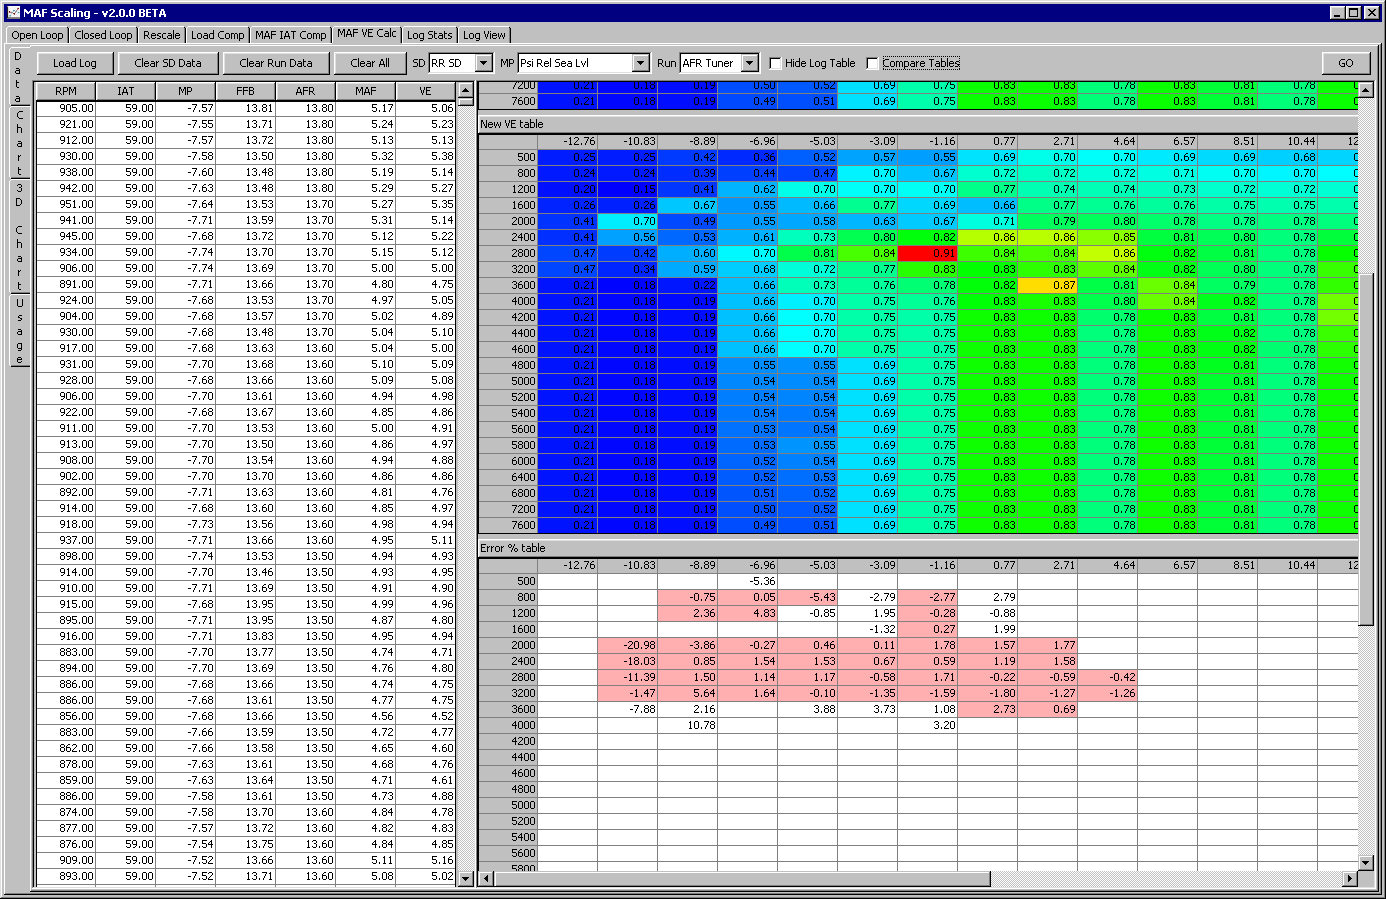 MAF Scaling - v2.0.0 BETA
Open Loop Closed Loop Rescale Load Comp MAF IAT Comp MAF VE Calc Log Stats Log View
Data
Chart
3D Chart
Usage
Load Log Clear SD Data Clear Run Data Clear All SD RR SD MP Psi Rel Sea Lvl Run AFR Tuner Hide Log Table Compare Tables GO
RPM IAT MP FFB AFR MAF VE
905.00 59.00 -7.57 13.81 13.80 5.17 5.06
921.00 59.00 -7.55 13.71 13.80 5.24 5.23
912.00 59.00 -7.57 13.72 13.80 5.13 5.13
930.00 59.00 -7.58 13.50 13.80 5.32 5.38
938.00 59.00 -7.60 13.48 13.80 5.19 5.14
942.00 59.00 -7.63 13.48 13.80 5.29 5.27
951.00 59.00 -7.64 13.53 13.70 5.27 5.35
941.00 59.00 -7.71 13.59 13.70 5.31 5.14
945.00 59.00 -7.68 13.72 13.70 5.12 5.22
934.00 59.00 -7.74 13.70 13.70 5.15 5.12
906.00 59.00 -7.74 13.69 13.70 5.00 5.00
891.00 59.00 -7.71 13.66 13.70 4.80 4.75
924.00 59.00 -7.68 13.53 13.70 4.97 5.05
904.00 59.00 -7.68 13.57 13.70 5.02 4.89
930.00 59.00 -7.68 13.48 13.70 5.04 5.10
917.00 59.00 -7.68 13.63 13.60 5.04 5.00
931.00 59.00 -7.70 13.68 13.60 5.10 5.09
928.00 59.00 -7.68 13.66 13.60 5.09 5.08
906.00 59.00 -7.70 13.61 13.60 4.94 4.98
922.00 59.00 -7.68 13.67 13.60 4.85 4.86
911.00 59.00 -7.70 13.53 13.60 5.00 4.91
913.00 59.00 -7.70 13.50 13.60 4.86 4.97
908.00 59.00 -7.70 13.54 13.60 4.94 4.88
902.00 59.00 -7.70 13.70 13.60 4.86 4.86
892.00 59.00 -7.71 13.63 13.60 4.81 4.76
914.00 59.00 -7.68 13.60 13.60 4.85 4.97
918.00 59.00 -7.73 13.56 13.60 4.98 4.94
937.00 59.00 -7.71 13.66 13.60 4.95 5.11
898.00 59.00 -7.74 13.53 13.50 4.94 4.93
914.00 59.00 -7.70 13.46 13.50 4.93 4.95
910.00 59.00 -7.71 13.69 13.50 4.91 4.90
915.00 59.00 -7.68 13.95 13.50 4.99 4.96
895.00 59.00 -7.71 13.95 13.50 4.87 4.80
916.00 59.00 -7.71 13.83 13.50 4.95 4.94
883.00 59.00 -7.70 13.77 13.50 4.74 4.71
894.00 59.00 -7.70 13.69 13.50 4.76 4.80
886.00 59.00 -7.68 13.66 13.50 4.74 4.75
886.00 59.00 -7.68 13.61 13.50 4.77 4.75
856.00 59.00 -7.68 13.66 13.50 4.56 4.52
883.00 59.00 -7.66 13.59 13.50 4.72 4.77
862.00 59.00 -7.66 13.58 13.50 4.65 4.60
878.00 59.00 -7.63 13.61 13.50 4.68 4.76
859.00 59.00 -7.63 13.64 13.50 4.71 4.61
886.00 59.00 -7.58 13.61 13.50 4.73 4.88
874.00 59.00 -7.58 13.70 13.60 4.84 4.78
877.00 59.00 -7.57 13.72 13.60 4.82 4.83
876.00 59.00 -7.54 13.75 13.60 4.84 4.85
909.00 59.00 -7.52 13.66 13.60 5.11 5.16
893.00 59.00 -7.52 13.71 13.60 5.08 5.02
7200 0.21 0.18 0.19 0.50 0.52 0.69 0.75 0.83 0.83 0.78 0.83 0.81 0.78
7600 0.21 0.18 0.19 0.49 0.51 0.69 0.75 0.83 0.83 0.78 0.83 0.81 0.78
New VE table
-12.76 -10.83 -8.89 -6.96 -5.03 -3.09 -1.16 0.77 2.71 4.64 6.57 8.51 10.44 12
500 0.25 0.25 0.42 0.36 0.52 0.57 0.55 0.69 0.70 0.70 0.69 0.69 0.68
800 0.24 0.24 0.39 0.44 0.47 0.70 0.67 0.72 0.72 0.72 0.71 0.70 0.70
1200 0.20 0.15 0.41 0.62 0.70 0.70 0.70 0.77 0.74 0.74 0.73 0.72 0.72
1600 0.26 0.26 0.67 0.55 0.66 0.77 0.69 0.66 0.77 0.76 0.76 0.75 0.75
2000 0.41 0.70 0.49 0.55 0.58 0.63 0.67 0.71 0.79 0.80 0.78 0.78 0.78
2400 0.41 0.56 0.53 0.61 0.73 0.80 0.82 0.86 0.86 0.85 0.81 0.80 0.78
2800 0.47 0.42 0.60 0.70 0.81 0.84 0.91 0.84 0.84 0.86 0.82 0.81 0.78
3200 0.47 0.34 0.59 0.68 0.72 0.77 0.83 0.83 0.83 0.84 0.82 0.80 0.78
3600 0.21 0.18 0.22 0.66 0.73 0.76 0.78 0.82 0.87 0.81 0.84 0.79 0.78
4000 0.21 0.18 0.19 0.66 0.70 0.75 0.76 0.83 0.83 0.80 0.84 0.82 0.78
4200 0.21 0.18 0.19 0.66 0.70 0.75 0.75 0.83 0.83 0.78 0.83 0.81 0.78
4400 0.21 0.18 0.19 0.66 0.70 0.75 0.75 0.83 0.83 0.78 0.83 0.82 0.78
4600 0.21 0.18 0.19 0.66 0.70 0.75 0.75 0.83 0.83 0.78 0.83 0.82 0.78
4800 0.21 0.18 0.19 0.55 0.55 0.69 0.75 0.83 0.83 0.78 0.83 0.81 0.78
5000 0.21 0.18 0.19 0.54 0.54 0.69 0.75 0.83 0.83 0.78 0.83 0.81 0.78
5200 0.21 0.18 0.19 0.54 0.54 0.69 0.75 0.83 0.83 0.78 0.83 0.81 0.78
5400 0.21 0.18 0.19 0.54 0.54 0.69 0.75 0.83 0.83 0.78 0.83 0.81 0.78
5600 0.21 0.18 0.19 0.53 0.54 0.69 0.75 0.83 0.83 0.78 0.83 0.81 0.78
5800 0.21 0.18 0.19 0.53 0.55 0.69 0.75 0.83 0.83 0.78 0.83 0.81 0.78
6000 0.21 0.18 0.19 0.52 0.54 0.69 0.75 0.83 0.83 0.78 0.83 0.81 0.78
6400 0.21 0.18 0.19 0.52 0.53 0.69 0.75 0.83 0.83 0.78 0.83 0.81 0.78
6800 0.21 0.18 0.19 0.51 0.52 0.69 0.75 0.83 0.83 0.78 0.83 0.81 0.78
7200 0.21 0.18 0.19 0.50 0.52 0.69 0.75 0.83 0.83 0.78 0.83 0.81 0.78
7600 0.21 0.18 0.19 0.49 0.51 0.69 0.75 0.83 0.83 0.78 0.83 0.81 0.78
Error % table
-12.76 -10.83 -8.89 -6.96 -5.03 -3.09 -1.16 0.77 2.71 4.64 6.57 8.51 10.44 12
500 -5.36
800 -0.75 0.05 -5.43 -2.79 -2.77 2.79
1200 2.36 4.83 -0.85 1.95 -0.28 -0.88
1600 -1.32 0.27 1.99
2000 -20.98 -3.86 -0.27 0.46 0.11 1.78 1.57 1.77
2400 -18.03 0.85 1.54 1.53 0.67 0.59 1.19 1.58
2800 -11.39 1.50 1.14 1.17 -0.58 1.71 -0.22 -0.59 -0.42
3200 -1.47 5.64 1.64 -0.10 -1.35 -1.59 -1.80 -1.27 -1.26
3600 -7.88 2.16 3.88 3.73 1.08 2.73 0.69
4000 10.78 3.20
4200
4400
4600
4800
5000
5200
5400
5600
5800